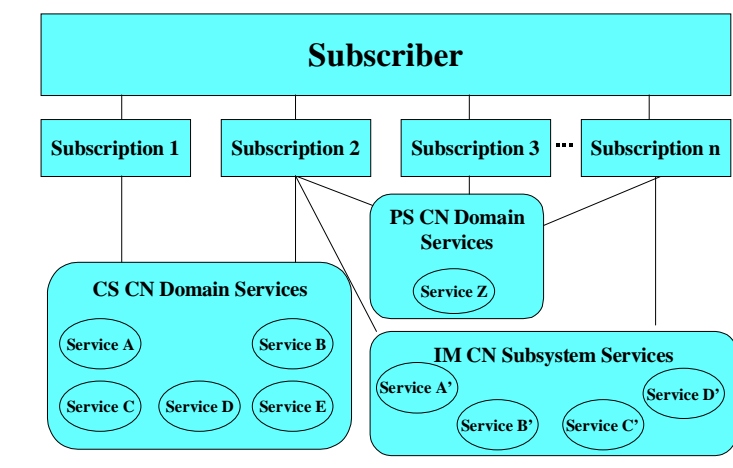 Subscriber
Subscription 1
Subscription 2
Subscription 3
...
Subscription n
PS CN Domain
Services
Service Z
CS CN Domain Services
Service A
Service B
Service C
Service D
Service E
IM CN Subsystem Services
Service A’
Service B’
Service C’
Service D’